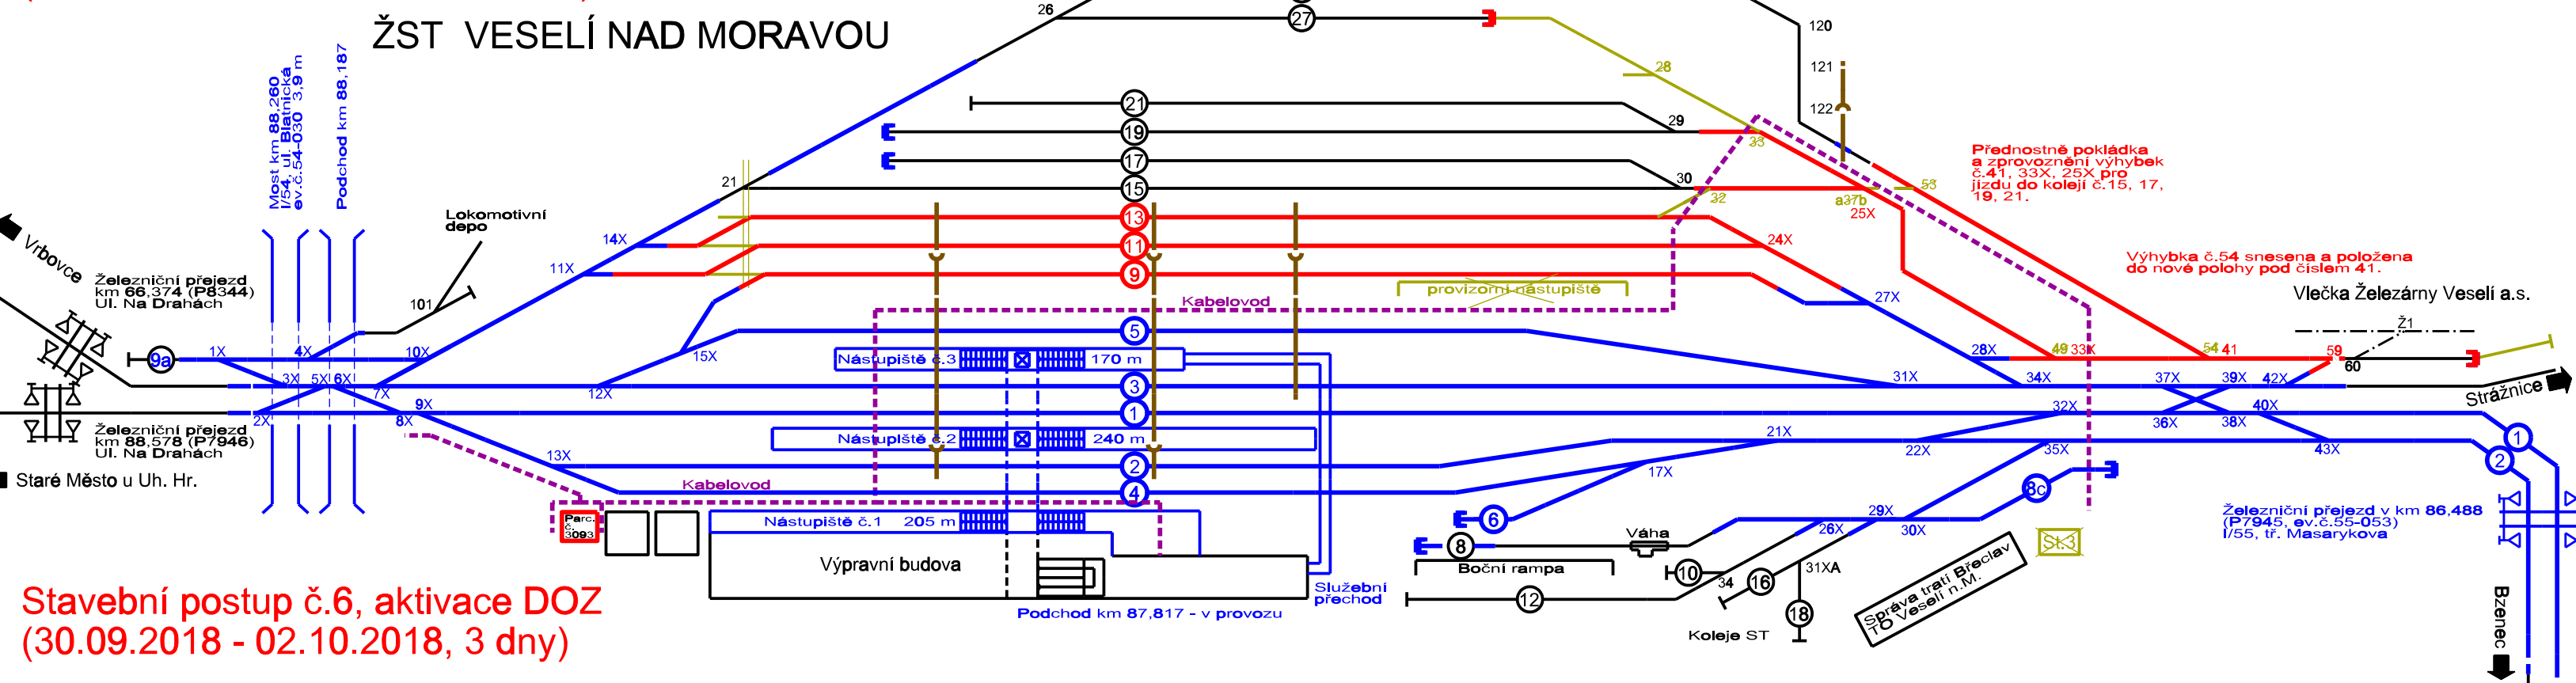 ŽST VESELÍ NAD MORAVOU
26
27
120
28
121
122
21
29
19
33
17
30
15
32
53
a37b
25X
21
13
11
9
24X
Přednostně pokládka
a zprovoznění výhybek
č.41, 33X, 25X pro
jízdu do kolejí č.15, 17,
19, 21.
Výhybka č.54 snesena a položena
do nové polohy pod číslem 41.
Vlečka Železárny Veselí a.s.
Ž1
Most km 88,260
I/54, ul. Blatnická
ev.č.54-030 3,9 m
Podchod km 88,187
Vrbovce
Lokomotivní
depo
Železniční přejezd
km 66,374 (P8344)
Ul. Na Drahách
101
14X
11X
Kabelovod
provizorní nástupiště
27X
9a
1X
4X
10X
15X
5
Nástupiště č.3
170 m
28X
49
33X
54
41
59
60
3X
5X
6X
7X
12X
3
31X
34X
37X
39X
42X
Strážnice
2X
8X
9X
1
32X
36X
38X
40X
1
Železniční přejezd
km 88,578 (P7946)
Ul. Na Drahách
Nástupiště č.2
240 m
21X
22X
35X
43X
2
Staré Město u Uh. Hr.
13X
2
17X
Kabelovod
4
8c
Parc.
č.
3093
Nástupiště č.1 205 m
6
29X
26X
30X
Železniční přejezd v km 86,488
(P7945, ev.č.55-053)
I/55, tř. Masarykova
Výpravní budova
8
Váha
St.3
Boční rampa
10
34
16
31XA
12
18
Služební
přechod
Podchod km 87,817 - v provozu
Koleje ST
Správa tratí Břeclav
TO Veselí n.M.
Bzenec
Stavební postup č.6, aktivace DOZ
(30.09.2018 - 02.10.2018, 3 dny)